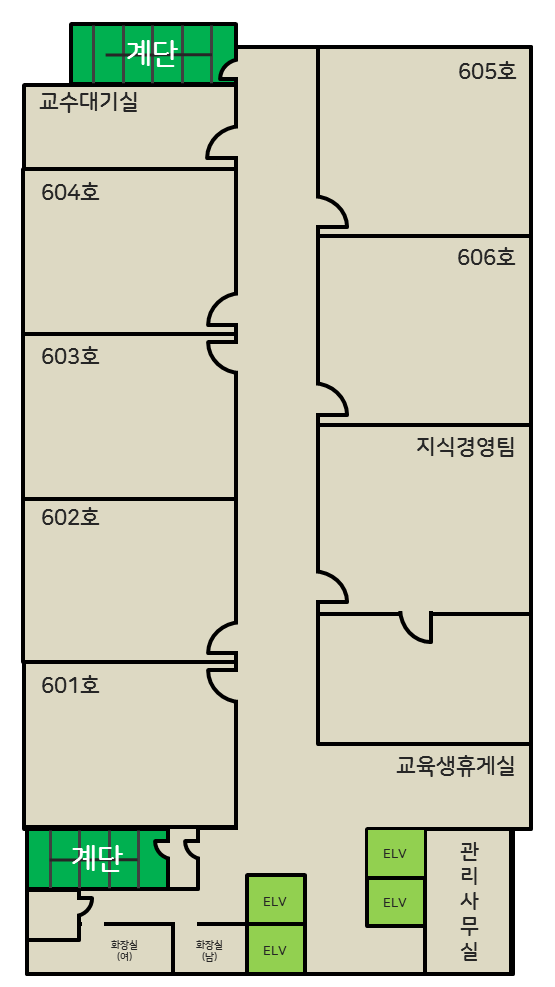 계단
605호
교수대기실
604호
606호
603호
지식경영팀
602호
601호
교육생휴게실
계단
ELV
ELV
관리사무실
ELV
ELV
화장실
(여)
화장실
(남)